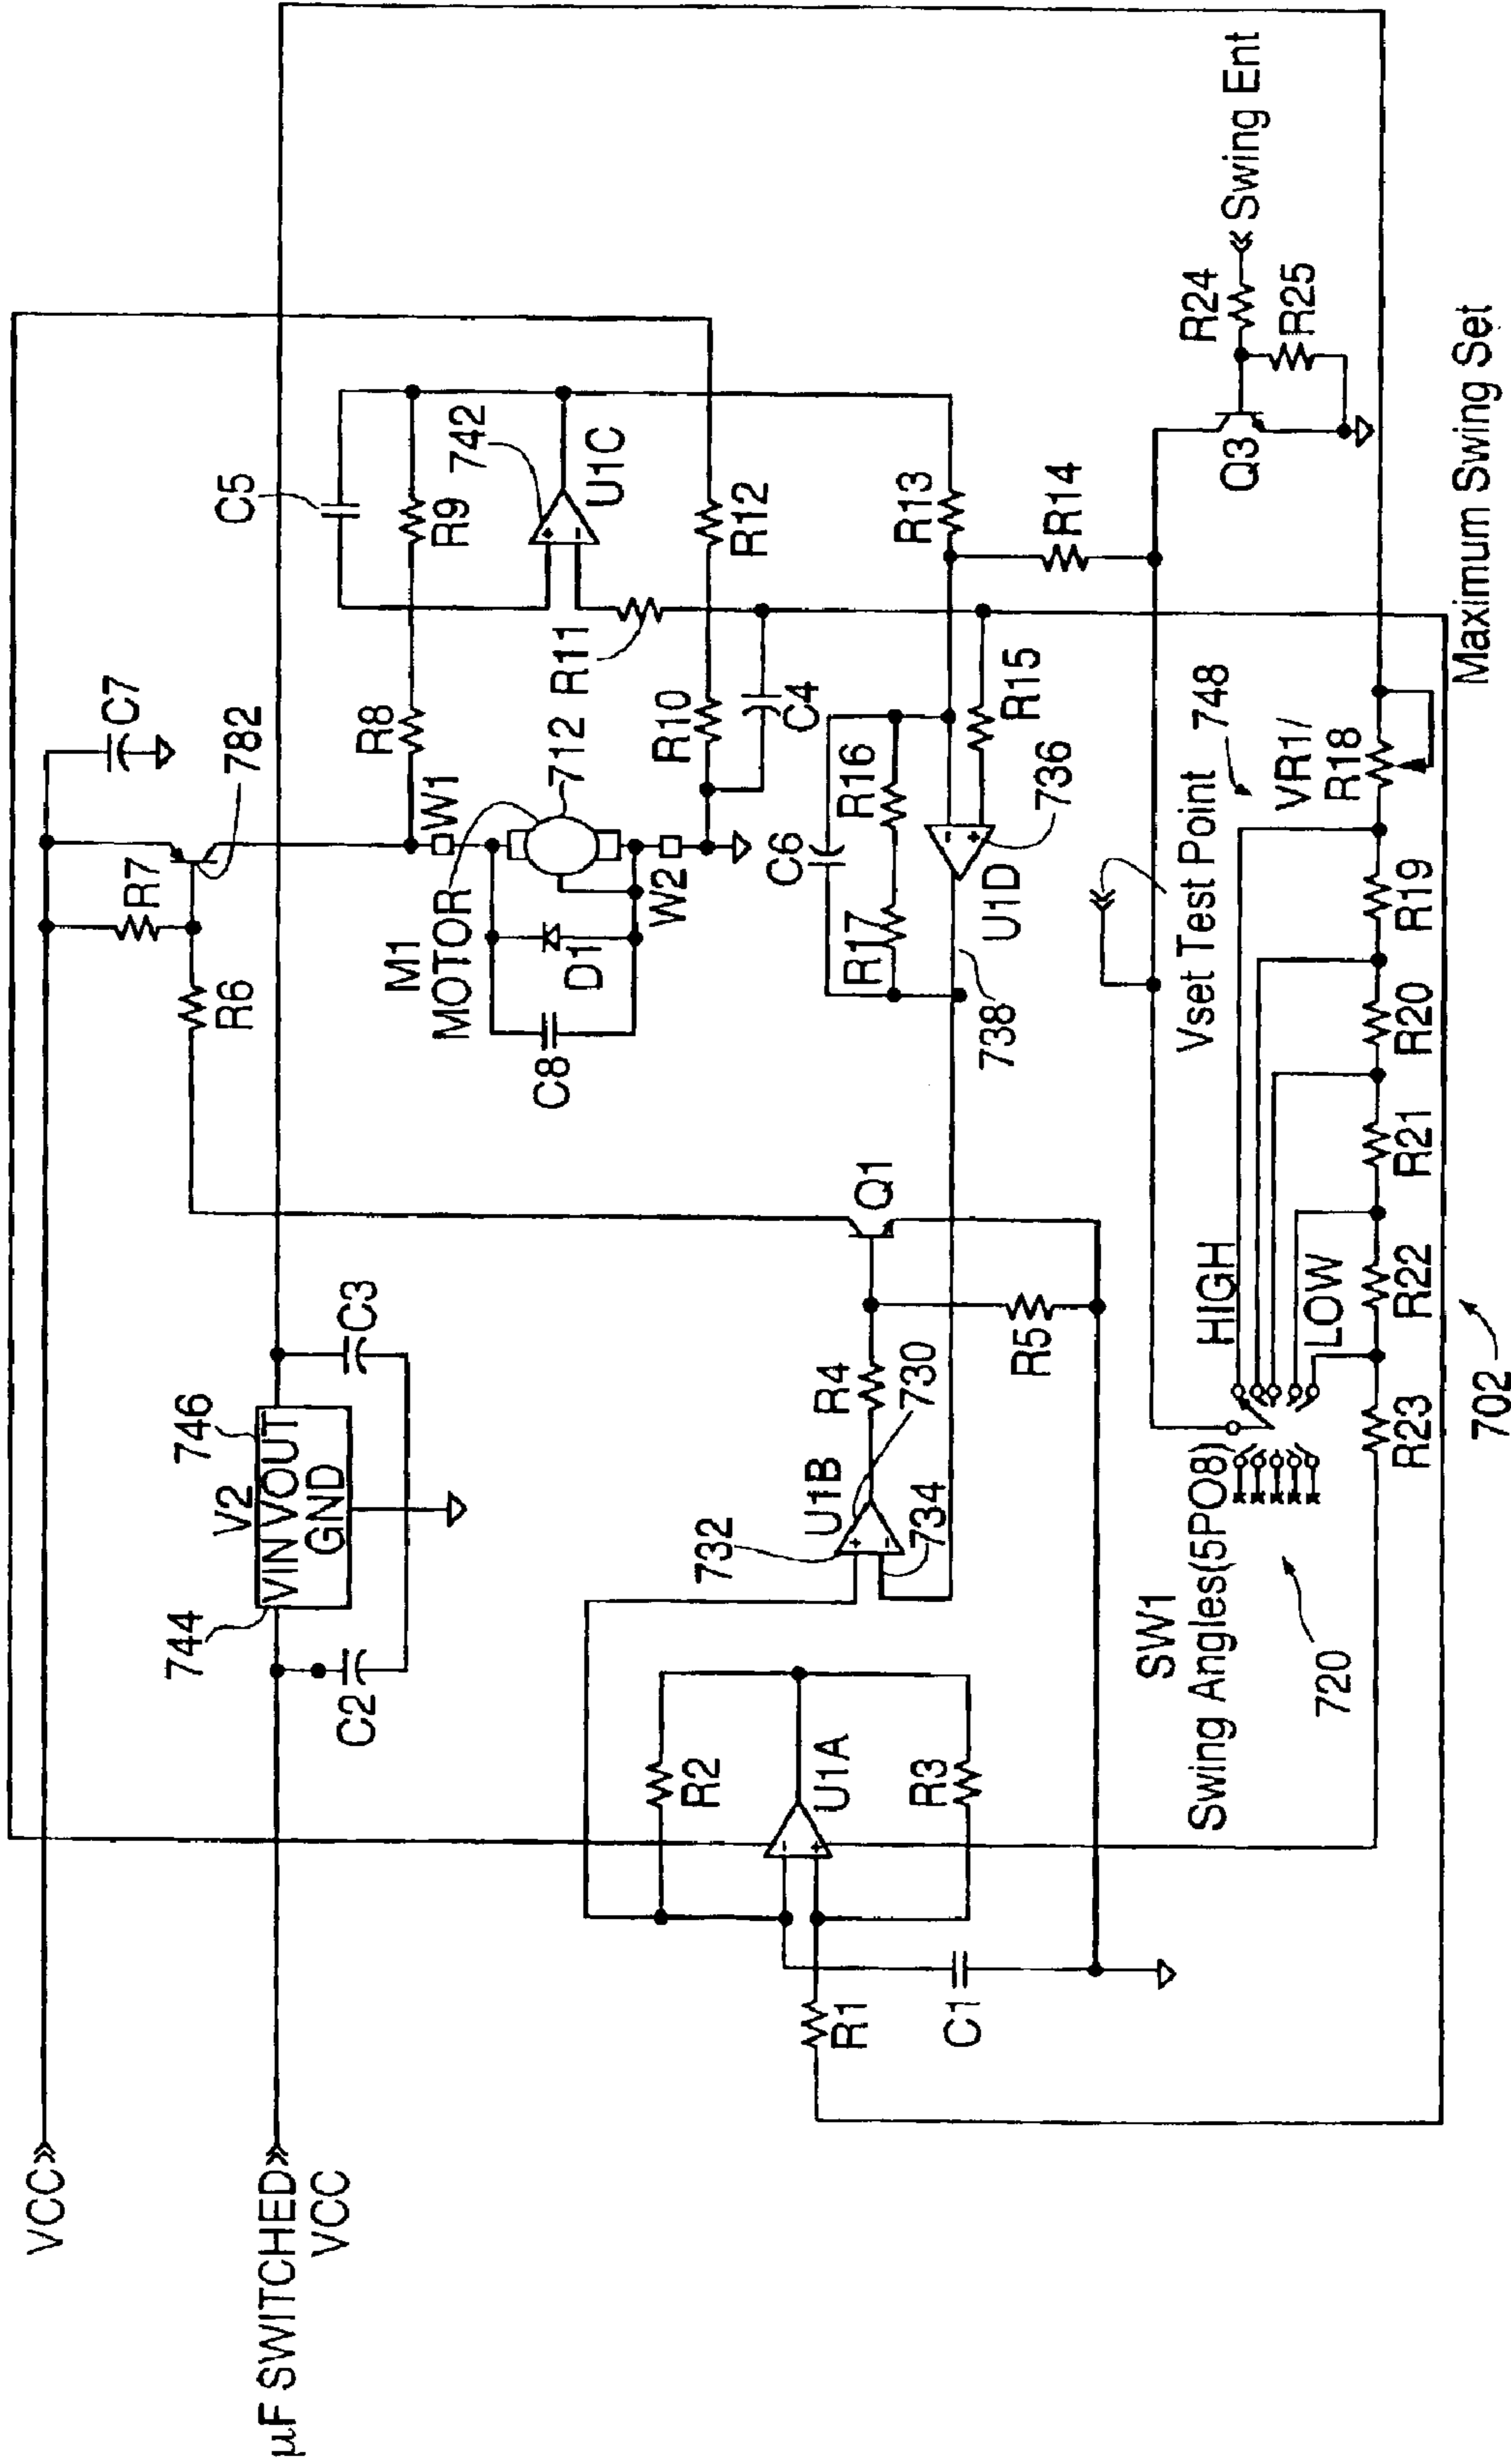 VCC
µF SWITCHED
VCC
744
V2
746
VIN VOUT
GND
C2
C3
R6
R7
782
C7
M1
MOTOR
712
W1
W2
D1
C8
R8
R9
C5
742
U1C
R11
R10
R12
C4
R13
R14
R15
R16
R17
C6
736
U1D
738
Q1
R4
R5
730
U1B
732
734
R2
U1A
R3
R1
C1
SW1
Swing Angles(5PO8)
720
HIGH
LOW
Vset Test Point
748
Q3
R24
R25
Swing Ent
VR1/
R18
Maximum Swing Set
R19
R20
R21
R22
R23
702